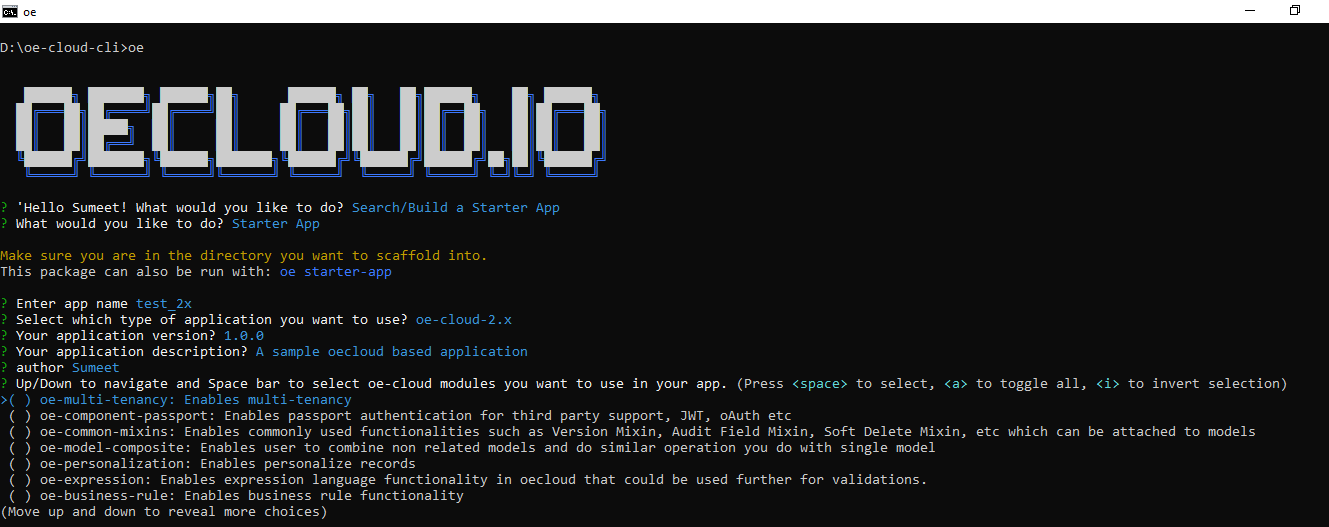 oe
D:\oe-cloud-cli>oe
OECLOUD.IO
? 'Hello Sumeet! What would you like to do? Search/Build a Starter App
? What would you like to do? Starter App
Make sure you are in the directory you want to scaffold into.
This package can also be run with: oe starter-app
? Enter app name test_2x
? Select which type of application you want to use? oe-cloud-2.x
? Your application version? 1.0.0
? Your application description? A sample oecloud based application
? author Sumeet
? Up/Down to navigate and Space bar to select oe-cloud modules you want to use in your app. (Press <space> to select, <a> to toggle all, <i> to invert selection)
>( ) oe-multi-tenancy: Enables multi-tenancy
( ) oe-component-passport: Enables passport authentication for third party support, JWT, oAuth etc
( ) oe-common-mixins: Enables commonly used functionalities such as Version Mixin, Audit Field Mixin, Soft Delete Mixin, etc which can be attached to models
( ) oe-model-composite: Enables user to combine non related models and do similar operation you do with single model
( ) oe-personalization: Enables personalize records
( ) oe-expression: Enables expression language functionality in oecloud that could be used further for validations.
( ) oe-business-rule: Enables business rule functionality
(Move up and down to reveal more choices)